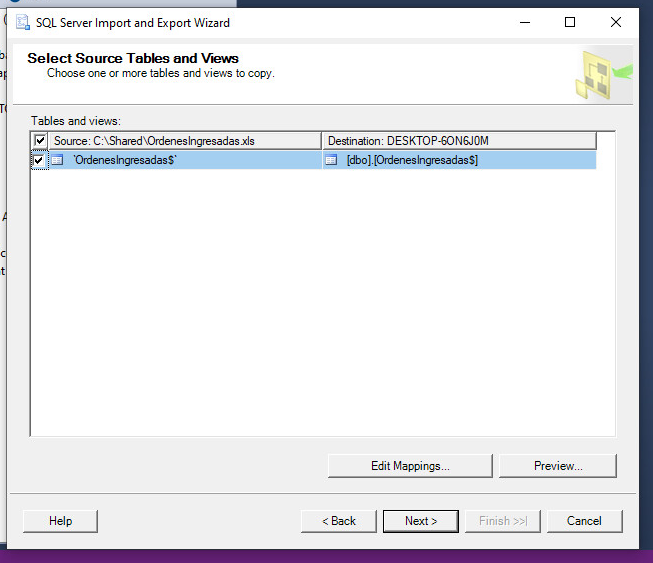 SQL Server Import and Export Wizard
Select Source Tables and Views
Choose one or more tables and views to copy.
Tables and views:
Source: C:\Shared\OrdenesIngresadas.xls Destination: DESKTOP-6ON6J0M
`OrdenesIngresadas$` [dbo].[OrdenesIngresadas$]
Edit Mappings... Preview...
Help < Back Next > Finish >>| Cancel